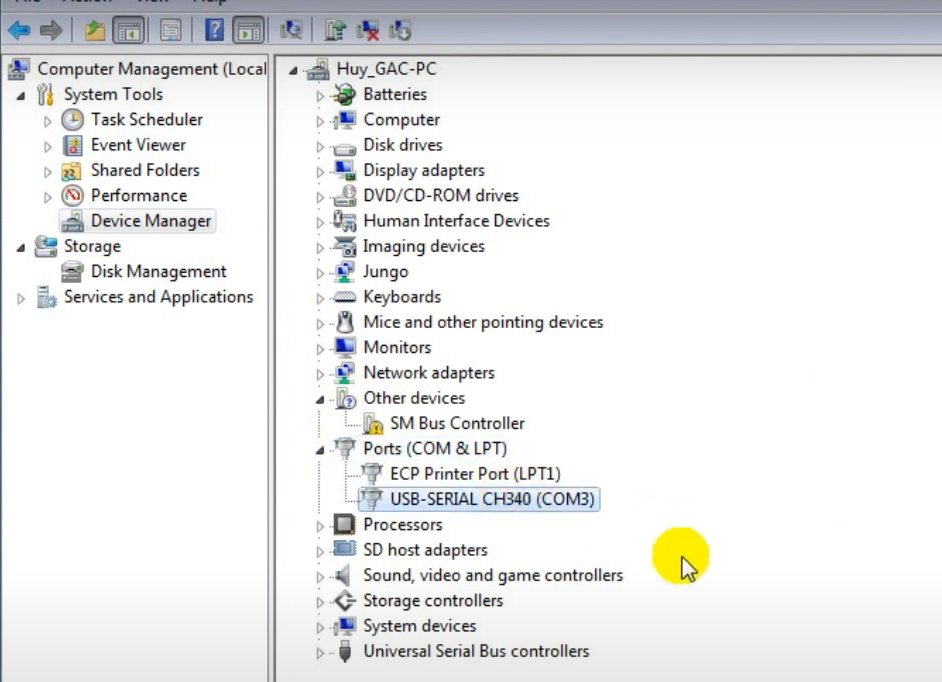 Computer Management (Local
System Tools
Task Scheduler
Event Viewer
Shared Folders
Performance
Device Manager
Storage
Disk Management
Services and Applications
Huy_GAC-PC
Batteries
Computer
Disk drives
Display adapters
DVD/CD-ROM drives
Human Interface Devices
Imaging devices
Jungo
Keyboards
Mice and other pointing devices
Monitors
Network adapters
Other devices
SM Bus Controller
Ports (COM & LPT)
ECP Printer Port (LPT1)
USB-SERIAL CH340 (COM3)
Processors
SD host adapters
Sound, video and game controllers
Storage controllers
System devices
Universal Serial Bus controllers